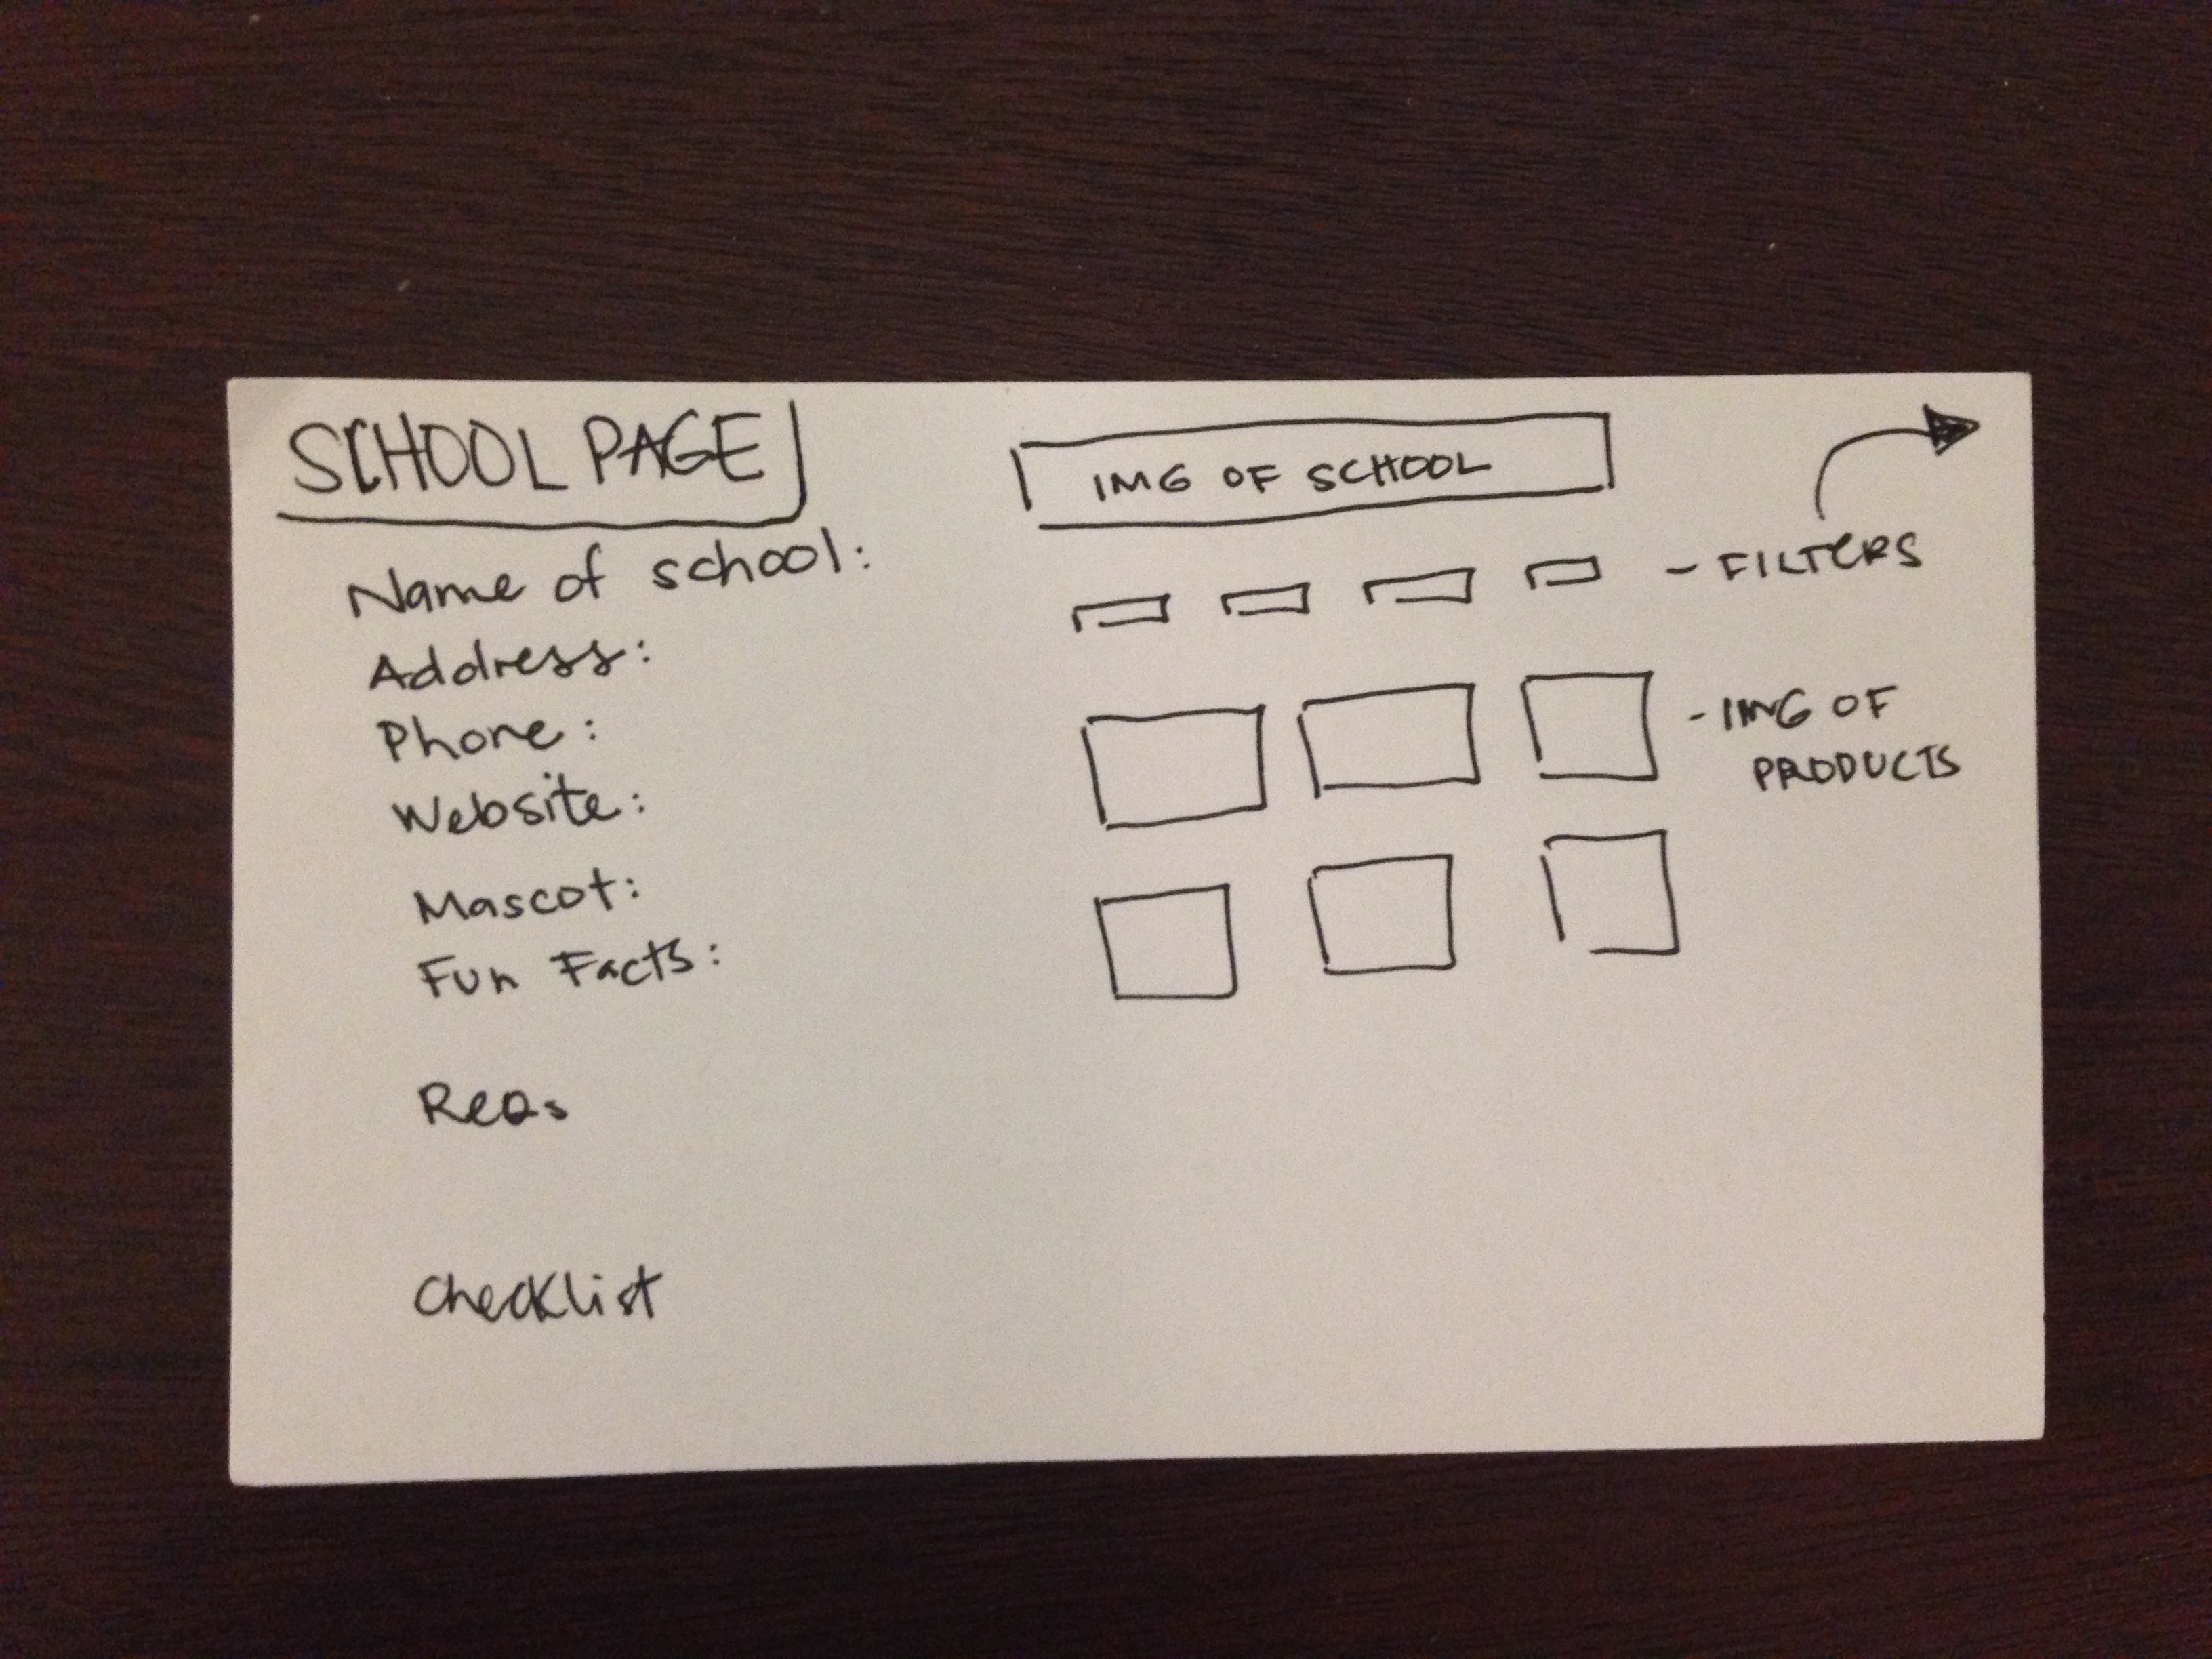 SCHOOL PAGE
Name of school:
Address:
Phone:
Website:
Mascot:
Fun Facts:
ReQs
Checklist
IMG OF SCHOOL
- FILTERS
- IMG OF
PRODUCTS